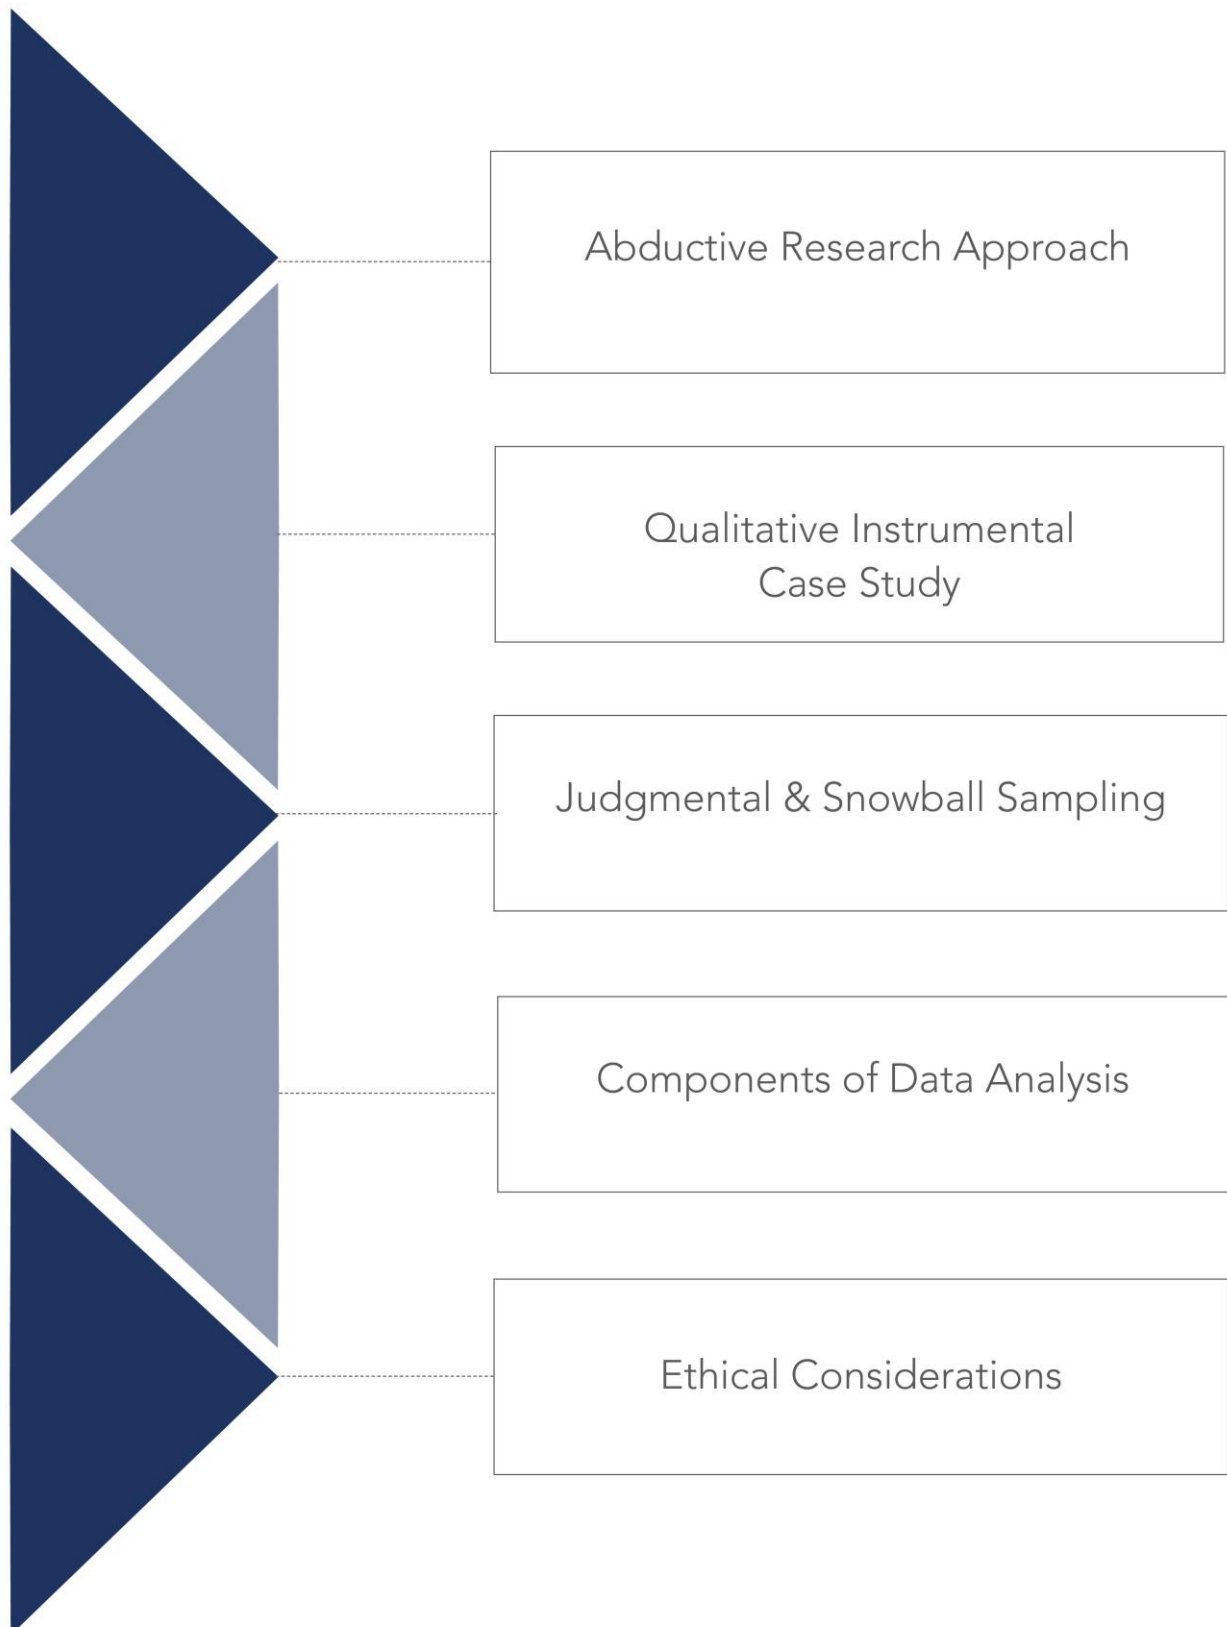 Abductive Research Approach
Qualitative Instrumental
Case Study
Judgmental & Snowball Sampling
Components of Data Analysis
Ethical Considerations